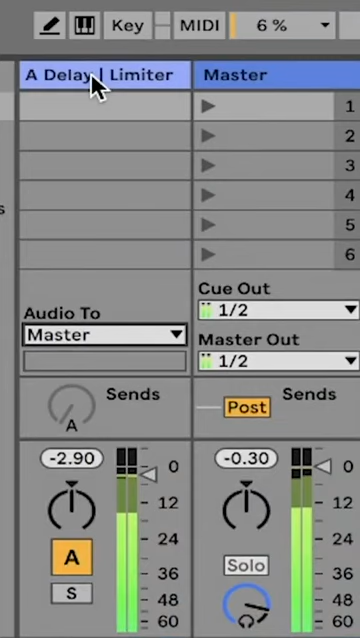 Key MIDI 6 %
A Delay | Limiter Master
1
2
3
4
5
6
s
Audio To
Master
Cue Out
1/2
Master Out
1/2
Sends
A
Post
Sends
-2.90
0
12
24
36
48
60
A
S
-0.30
0
12
24
36
48
60
Solo